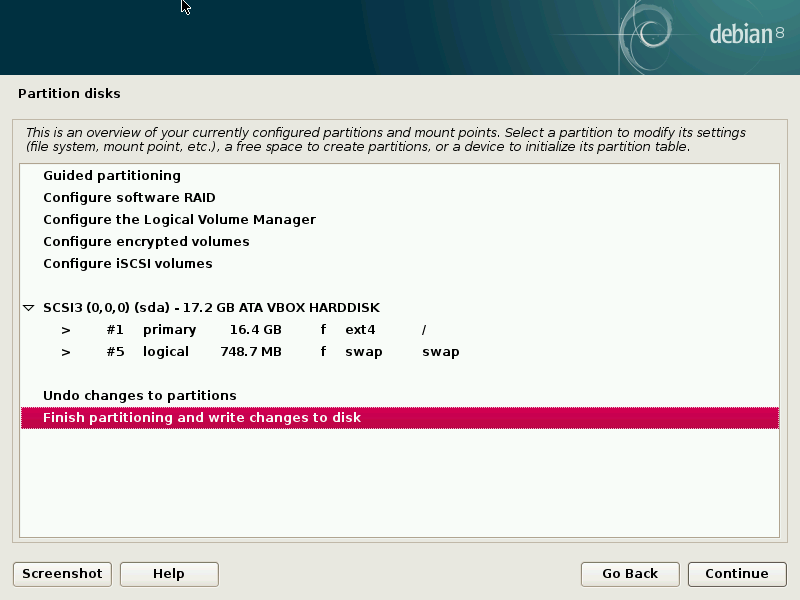 debian 8
Partition disks
This is an overview of your currently configured partitions and mount points. Select a partition to modify its settings
(file system, mount point, etc.), a free space to create partitions, or a device to initialize its partition table.
Guided partitioning
Configure software RAID
Configure the Logical Volume Manager
Configure encrypted volumes
Configure iSCSI volumes
SCSI3 (0,0,0) (sda) - 17.2 GB ATA VBOX HARDDISK
> #1 primary 16.4 GB f ext4 /
> #5 logical 748.7 MB f swap swap
Undo changes to partitions
Finish partitioning and write changes to disk
Screenshot Help Go Back Continue